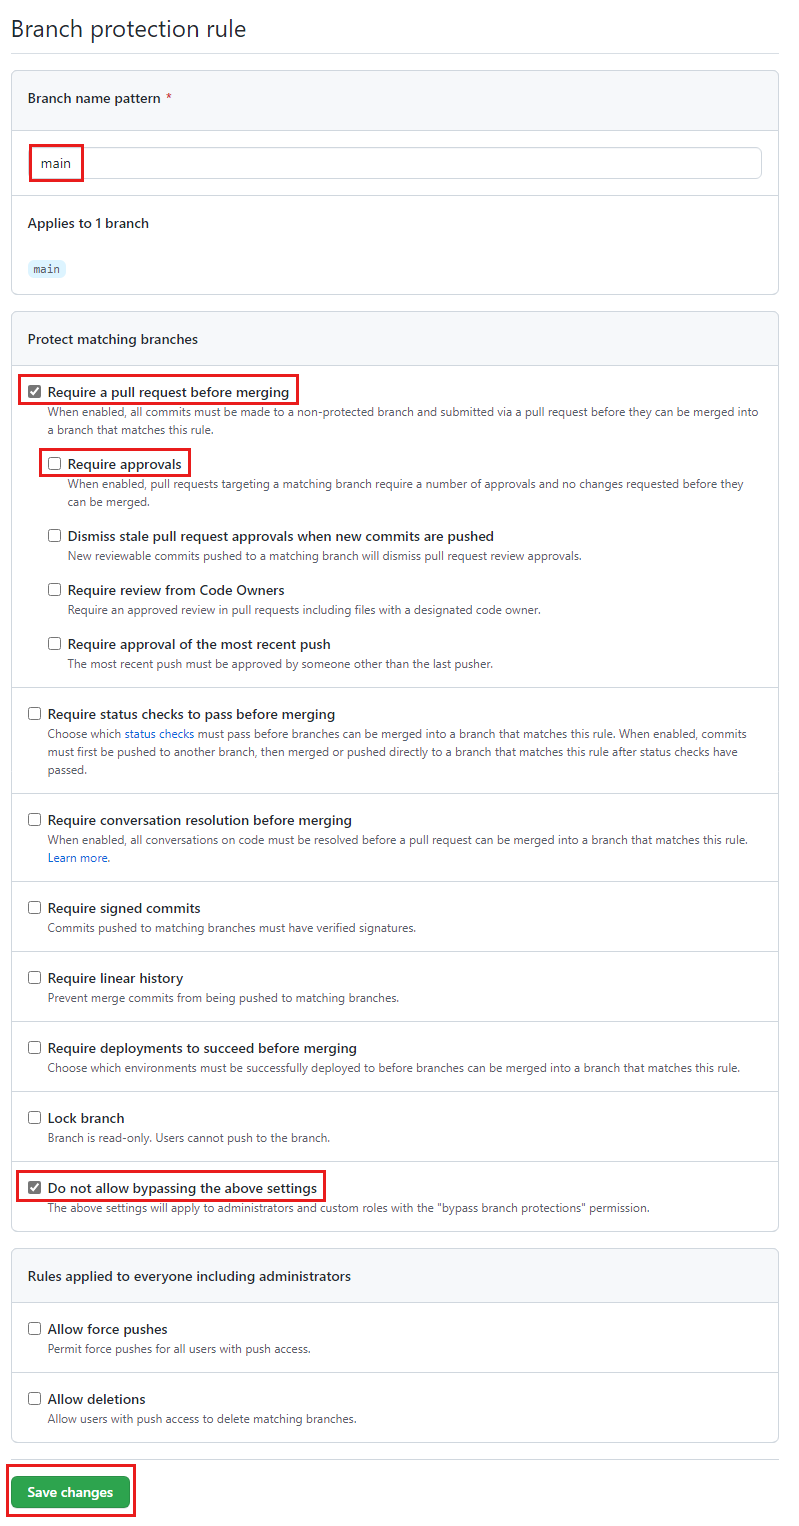 Branch protection rule
Branch name pattern *
main
Applies to 1 branch
main
Protect matching branches
Require a pull request before merging
When enabled, all commits must be made to a non-protected branch and submitted via a pull request before they can be merged into
a branch that matches this rule.
Require approvals
When enabled, pull requests targeting a matching branch require a number of approvals and no changes requested before they
can be merged.
Dismiss stale pull request approvals when new commits are pushed
New reviewable commits pushed to a matching branch will dismiss pull request review approvals.
Require review from Code Owners
Require an approved review in pull requests including files with a designated code owner.
Require approval of the most recent push
The most recent push must be approved by someone other than the last pusher.
Require status checks to pass before merging
Choose which status checks must pass before branches can be merged into a branch that matches this rule. When enabled, commits
must first be pushed to another branch, then merged or pushed directly to a branch that matches this rule after status checks have
passed.
Require conversation resolution before merging
When enabled, all conversations on code must be resolved before a pull request can be merged into a branch that matches this rule.
Learn more.
Require signed commits
Commits pushed to matching branches must have verified signatures.
Require linear history
Prevent merge commits from being pushed to matching branches.
Require deployments to succeed before merging
Choose which environments must be successfully deployed to before branches can be merged into a branch that matches this rule.
Lock branch
Branch is read-only. Users cannot push to the branch.
Do not allow bypassing the above settings
The above settings will apply to administrators and custom roles with the "bypass branch protections" permission.
Rules applied to everyone including administrators
Allow force pushes
Permit force pushes for all users with push access.
Allow deletions
Allow users with push access to delete matching branches.
Save changes